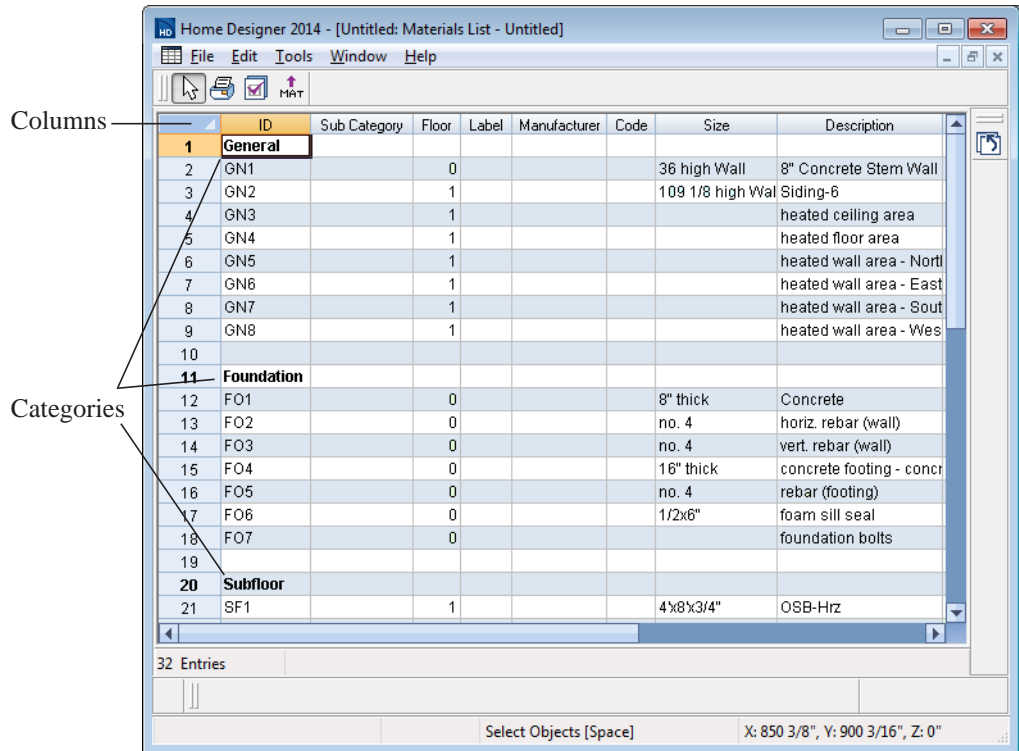 HD Home Designer 2014 - [Untitled: Materials List - Untitled]
File Edit Tools Window Help
MAT
Columns
ID Sub Category Floor Label Manufacturer Code Size Description
1 General
2 GN1 0 36 high Wall 8" Concrete Stem Wall
3 GN2 1 109 1/8 high Wal Siding-6
4 GN3 1 heated ceiling area
5 GN4 1 heated floor area
6 GN5 1 heated wall area - North
7 GN6 1 heated wall area - East
8 GN7 1 heated wall area - Sout
9 GN8 1 heated wall area - Wes
10
11 Foundation
Categories
12 FO1 0 8" thick Concrete
13 FO2 0 no. 4 horiz. rebar (wall)
14 FO3 0 no. 4 vert. rebar (wall)
15 FO4 0 16" thick concrete footing - concr
16 FO5 0 no. 4 rebar (footing)
17 FO6 0 1/2x6" foam sill seal
18 FO7 0 foundation bolts
19
20 Subfloor
21 SF1 1 4'x8'x3/4" OSB-Hrz
32 Entries
Select Objects [Space] X: 850 3/8", Y: 900 3/16", Z: 0"